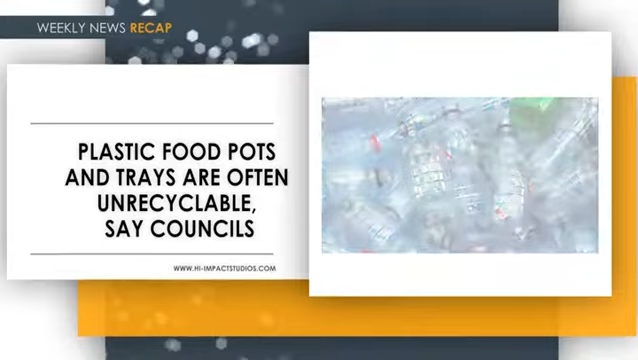 WEEKLY NEWS RECAP
PLASTIC FOOD POTS
AND TRAYS ARE OFTEN
UNRECYCLABLE,
SAY COUNCILS
WWW.HI-IMPACTSTUDIOS.COM